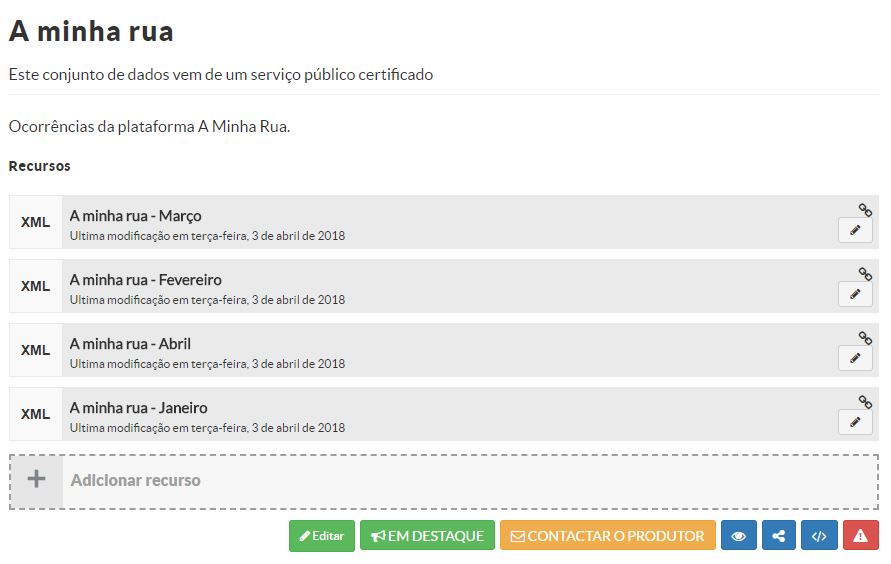 A minha rua
Este conjunto de dados vem de um serviço público certificado
Ocorrências da plataforma A Minha Rua.
Recursos
XML
A minha rua - Março
Ultima modificação em terça-feira, 3 de abril de 2018
XML
A minha rua - Fevereiro
Ultima modificação em terça-feira, 3 de abril de 2018
XML
A minha rua - Abril
Ultima modificação em terça-feira, 3 de abril de 2018
XML
A minha rua - Janeiro
Ultima modificação em terça-feira, 3 de abril de 2018
Adicionar recurso
Editar
EM DESTAQUE
CONTACTAR O PRODUTOR